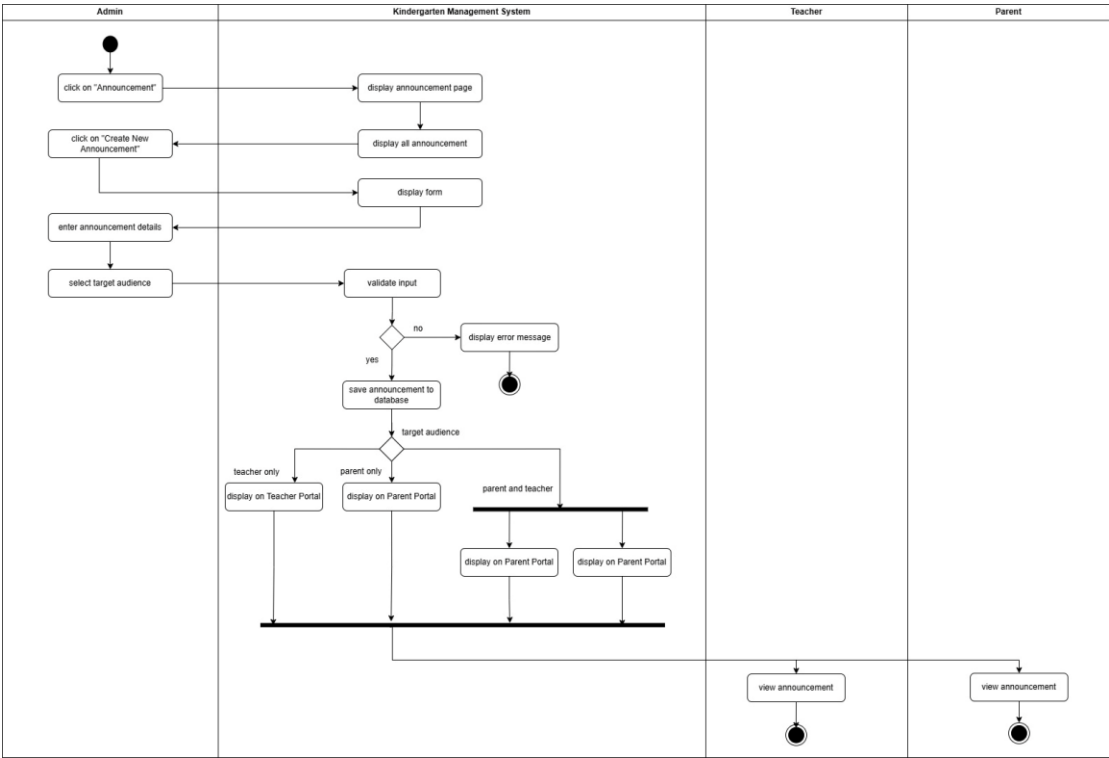 Admin
Kindergarten Management System
Teacher
Parent
click on "Announcement"
display announcement page
click on "Create New
Announcement"
display all announcement
display form
enter announcement details
select target audience
validate input
no
display error message
yes
save announcement to
database
target audience
teacher only
parent only
parent and teacher
display on Teacher Portal
display on Parent Portal
display on Parent Portal
display on Parent Portal
view announcement
view announcement